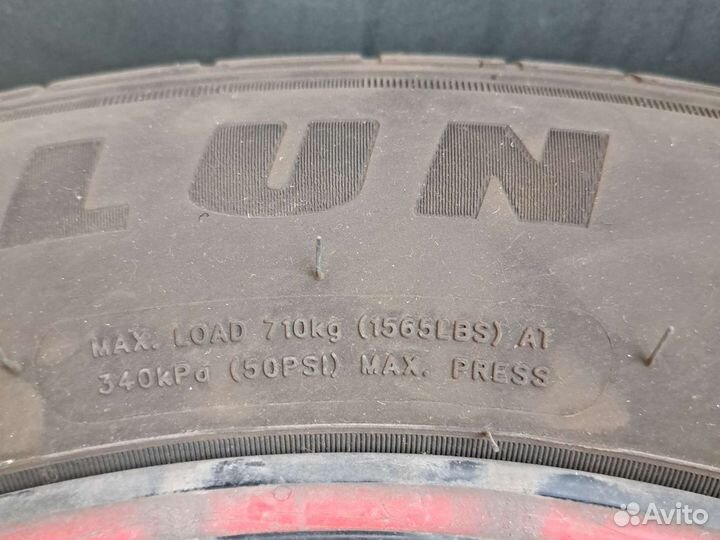 LUN
MAX. LOAD 710kg (1565LBS) AT
340kPa (50PSI) MAX. PRESS
Avito